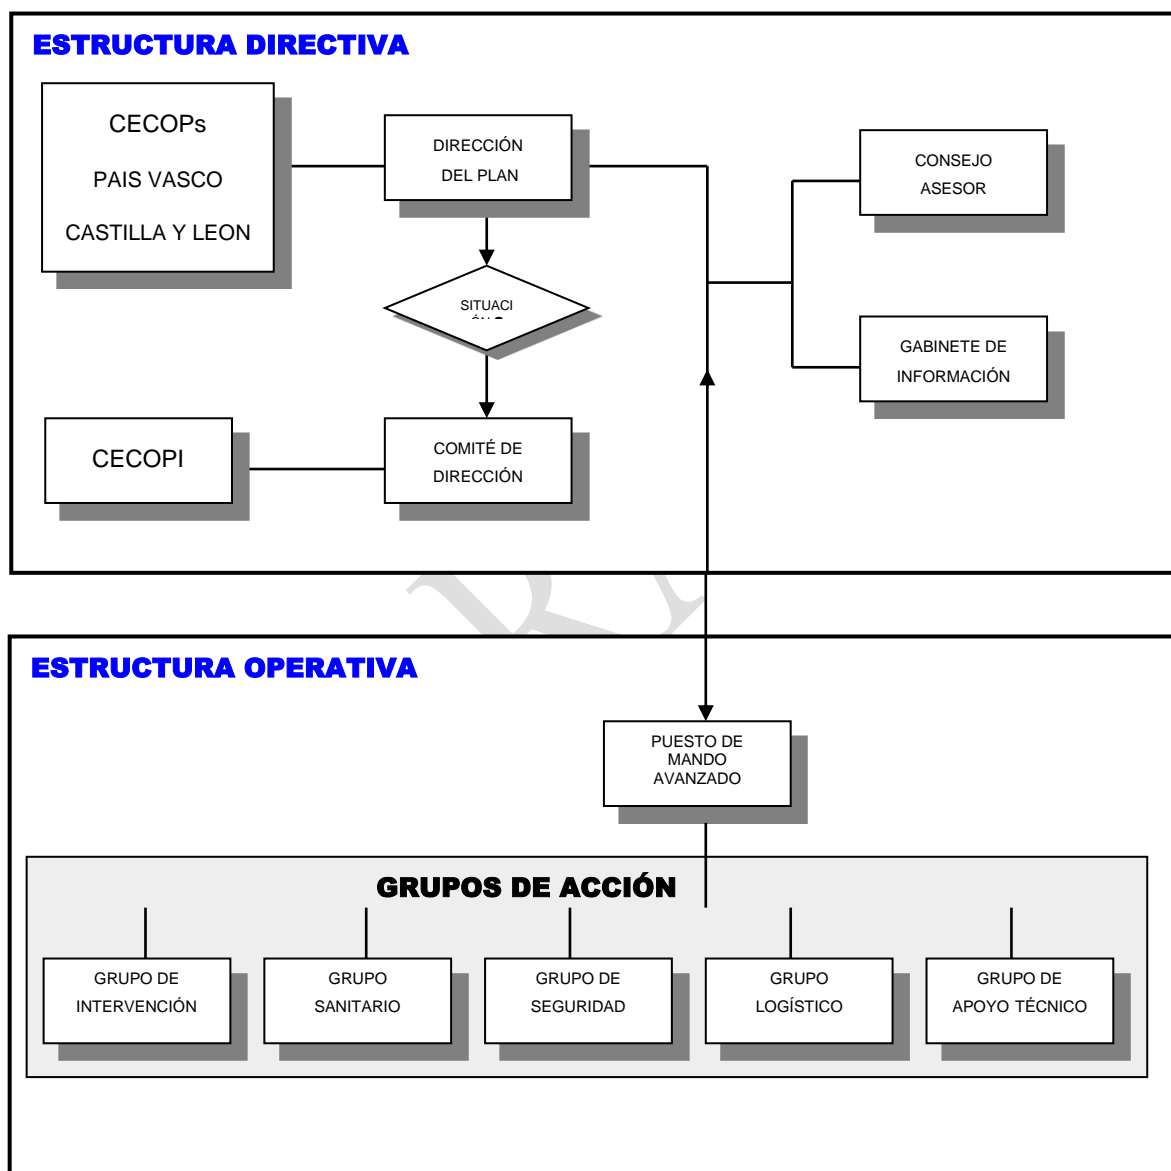 ESTRUCTURA DIRECTIVA
CECOPs
PAIS VASCO
CASTILLA Y LEON
DIRECCIÓN
DEL PLAN
CONSEJO
ASESOR
SITUACI
GABINETE DE
INFORMACIÓN
CECOPI
COMITÉ DE
DIRECCIÓN
ESTRUCTURA OPERATIVA
PUESTO DE
MANDO
AVANZADO
GRUPOS DE ACCIÓN
GRUPO DE
INTERVENCIÓN
GRUPO
SANITARIO
GRUPO DE
SEGURIDAD
GRUPO
LOGÍSTICO
GRUPO DE
APOYO TÉCNICO